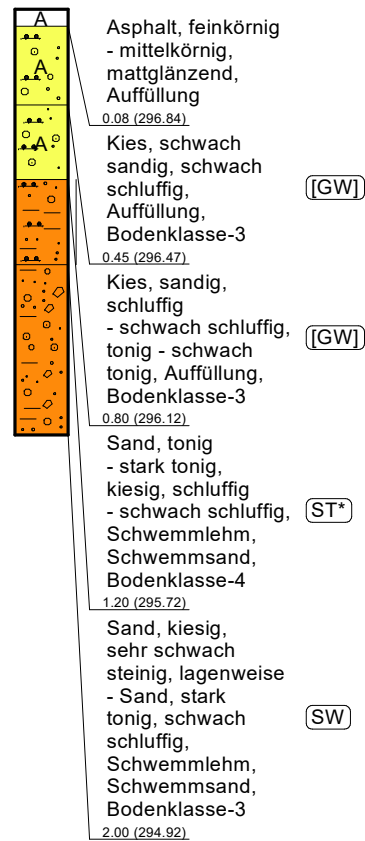 A
Asphalt, feinkörnig
- mittelkörnig,
mattglänzend,
Auffüllung
0.08 (296.84)
A
Kies, schwach
sandig, schwach
schluffig,
Auffüllung,
Bodenklasse-3
[GW]
0.45 (296.47)
A
Kies, sandig,
schluffig
- schwach schluffig,
tonig - schwach
tonig, Auffüllung,
Bodenklasse-3
[GW]
0.80 (296.12)
Sand, tonig
- stark tonig,
kiesig, schluffig
- schwach schluffig,
Schwemmlehm,
Schwemmsand,
Bodenklasse-4
ST*
1.20 (295.72)
Sand, kiesig,
sehr schwach
steinig, lagenweise
- Sand, stark
tonig, schwach
schluffig,
Schwemmlehm,
Schwemmsand,
Bodenklasse-3
SW
2.00 (294.92)